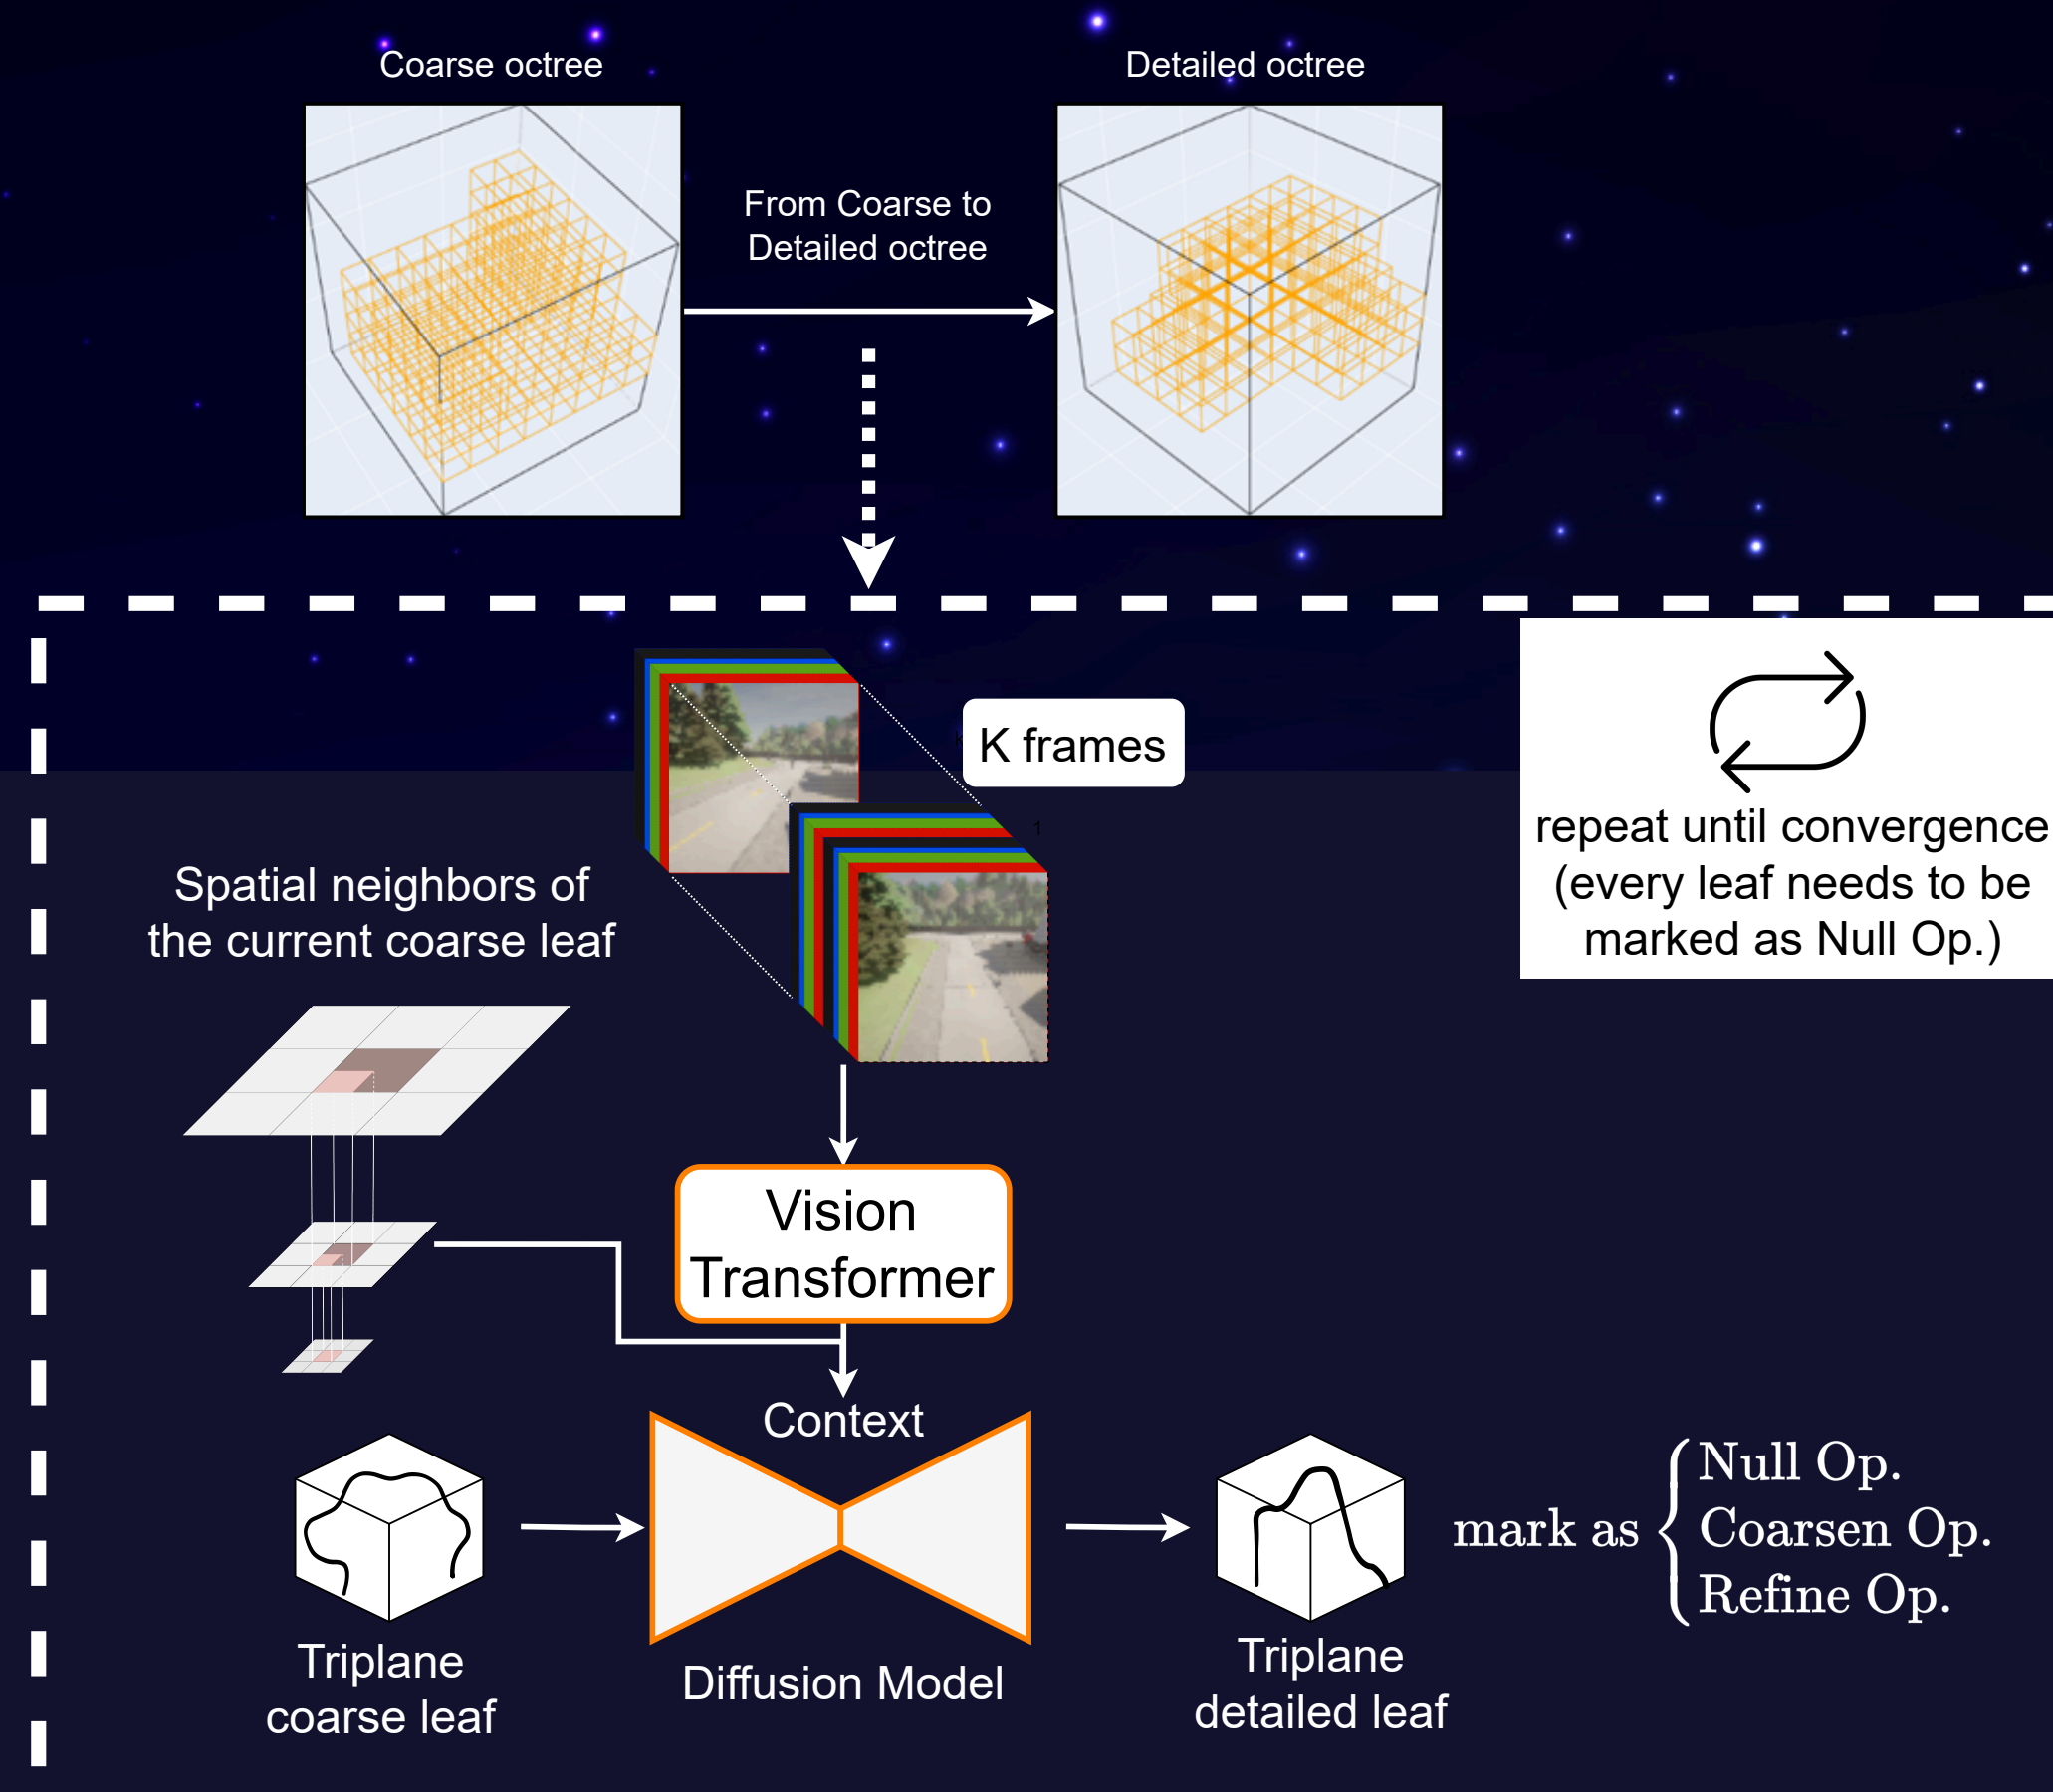 Coarse octree
Detailed octree
From Coarse to
Detailed octree
K frames
1
repeat until convergence
(every leaf needs to be
marked as Null Op.)
Spatial neighbors of
the current coarse leaf
Vision
Transformer
Context
Null Op.
mark as
Coarsen Op.
Refine Op.
Triplane
coarse leaf
Diffusion Model
Triplane
detailed leaf